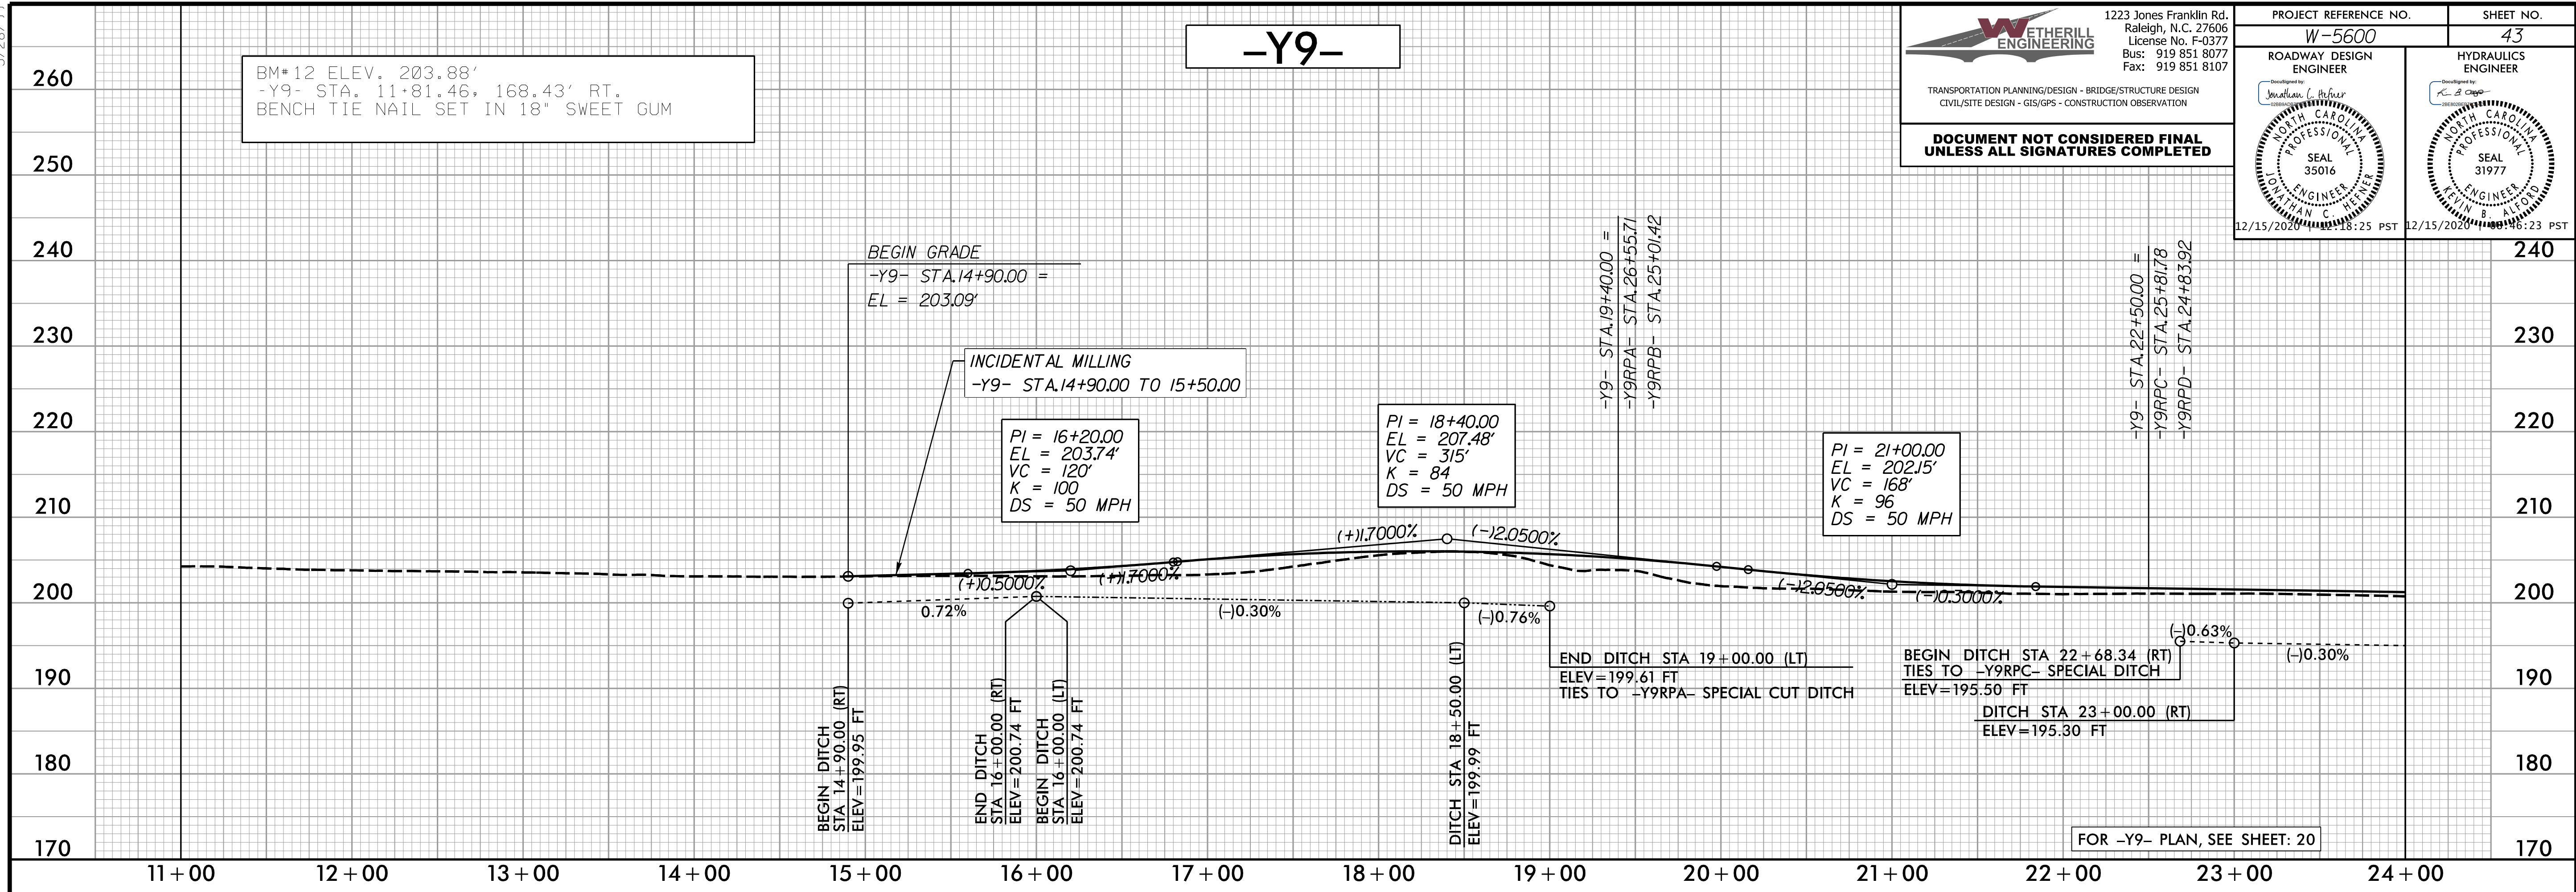 -Y9-
BM#12 ELEV. 203.88'
-Y9- STA. 11+81.46, 168.43' RT.
BENCH TIE NAIL SET IN 18" SWEET GUM
WETHERILL
ENGINEERING
1223 Jones Franklin Rd.
Raleigh, N.C. 27606
License No. F-0377
Bus: 919 851 8077
Fax: 919 851 8107
TRANSPORTATION PLANNING/DESIGN - BRIDGE/STRUCTURE DESIGN
CIVIL/SITE DESIGN - GIS/GPS - CONSTRUCTION OBSERVATION
DOCUMENT NOT CONSIDERED FINAL
UNLESS ALL SIGNATURES COMPLETED
PROJECT REFERENCE NO.
SHEET NO.
W-5600
43
ROADWAY DESIGN
ENGINEER
HYDRAULICS
ENGINEER
DocuSigned by:
Jonathan C. Hefner
NORTH CAROLINA
PROFESSIONAL
SEAL
35016
ENGINEER
JONATHAN C. HEFNER
12/15/2020
DocuSigned by:
NORTH CAROLINA
PROFESSIONAL
SEAL
31977
ENGINEER
KEVIN B. ALFORD
12/15/2020
260
250
240
230
220
210
200
190
180
170
BEGIN GRADE
-Y9- STA.14+90.00 =
EL = 203.09'
INCIDENTAL MILLING
-Y9- STA.14+90.00 TO 15+50.00
PI = 16+20.00
EL = 203.74'
VC = 120'
K = 100
DS = 50 MPH
PI = 18+40.00
EL = 207.48'
VC = 315'
K = 84
DS = 50 MPH
PI = 21+00.00
EL = 202.15'
VC = 168'
K = 96
DS = 50 MPH
-Y9- STA.19+40.00 =
-Y9RPA- STA.26+55.71
-Y9RPB- STA.25+01.42
-Y9- STA.22+50.00 =
-Y9RPC- STA.25+81.78
-Y9RPD- STA.24+83.92
(+)0.5000%
(+)1.7000%
(+)1.7000%
(-)2.0500%
(-)2.0500%
(-)0.3000%
0.72%
(-)0.30%
(-)0.76%
(-)0.63%
(-)0.30%
BEGIN DITCH
STA 14+90.00 (RT)
ELEV=199.95 FT
END DITCH
STA 16+00.00 (RT)
ELEV=200.74 FT
BEGIN DITCH
STA 16+00.00 (LT)
ELEV=200.74 FT
DITCH STA 18+50.00 (LT)
ELEV=199.99 FT
END DITCH STA 19+00.00 (LT)
ELEV=199.61 FT
TIES TO -Y9RPA- SPECIAL CUT DITCH
BEGIN DITCH STA 22+68.34 (RT)
TIES TO -Y9RPC- SPECIAL DITCH
ELEV=195.50 FT
DITCH STA 23+00.00 (RT)
ELEV=195.30 FT
FOR -Y9- PLAN, SEE SHEET: 20
240
230
220
210
200
190
180
170
11+00
12+00
13+00
14+00
15+00
16+00
17+00
18+00
19+00
20+00
21+00
22+00
23+00
24+00